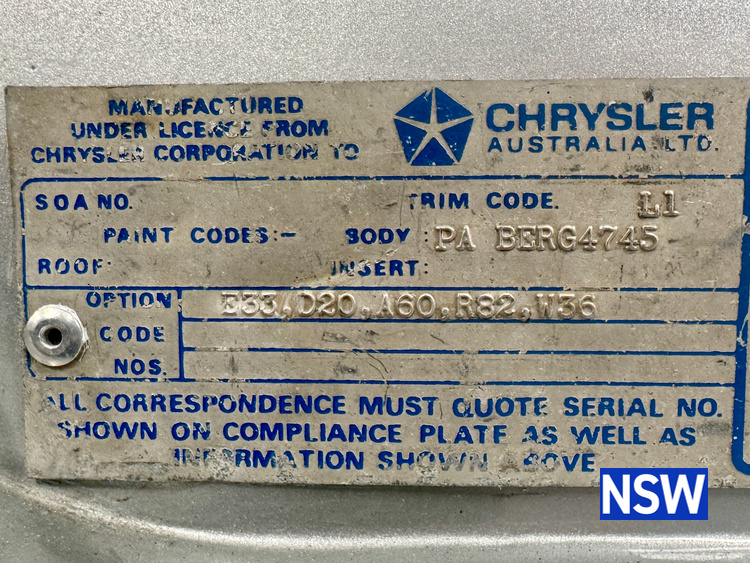 MANUFACTURED
UNDER LICENCE FROM
CHRYSLER CORPORATION TO
CHRYSLER
AUSTRALIA LTD.
SOA NO. TRIM CODE. L1
PAINT CODES:- BODY: PA BERG4745
ROOF: INSERT:
OPTION E33,D20,A60,R82,W36
CODE
NOS.
ALL CORRESPONDENCE MUST QUOTE SERIAL NO.
SHOWN ON COMPLIANCE PLATE AS WELL AS
INFORMATION SHOWN ABOVE
NSW